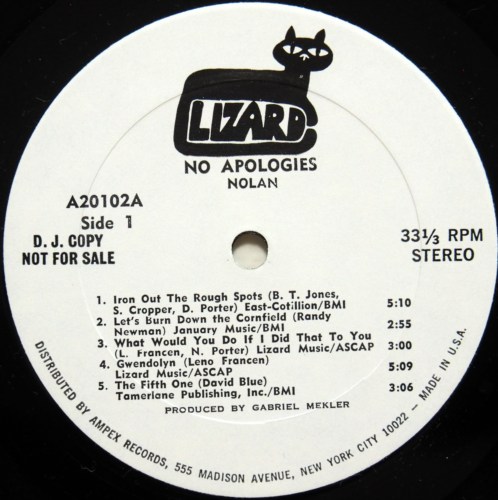 LIZARD
NO APOLOGIES
NOLAN
A20102A
Side 1
D. J. COPY
NOT FOR SALE
33⅓ RPM
STEREO
1. Iron Out The Rough Spots (B. T. Jones,
S. Cropper, D. Porter) East-Cotillion/BMI 5:10
2. Let's Burn Down the Cornfield (Randy
Newman) January Music/BMI 2:55
3. What Would You Do If I Did That To You
(L. Francen, N. Porter) Lizard Music/ASCAP 3:00
4. Gwendolyn (Leno Francen)
Lizard Music/ASCAP 5:09
5. The Fifth One (David Blue)
Tamerlane Publishing, Inc./BMI 3:06
PRODUCED BY GABRIEL MEKLER
DISTRIBUTED BY AMPEX RECORDS, 555 MADISON AVENUE, NEW YORK CITY 10022 – MADE IN U.S.A.